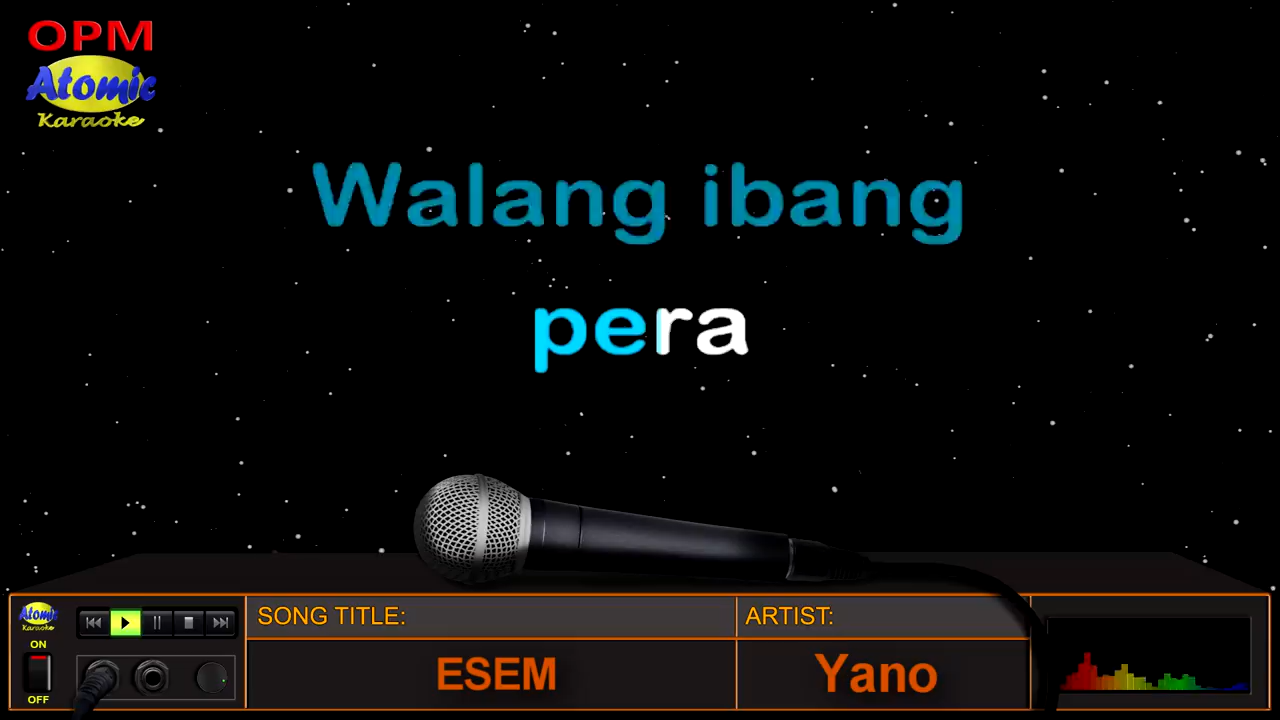 OPM
Atomic
Karaoke
Walang ibang
pera
Atomic
Karaoke
ON
OFF
SONG TITLE:
ESEM
ARTIST:
Yano